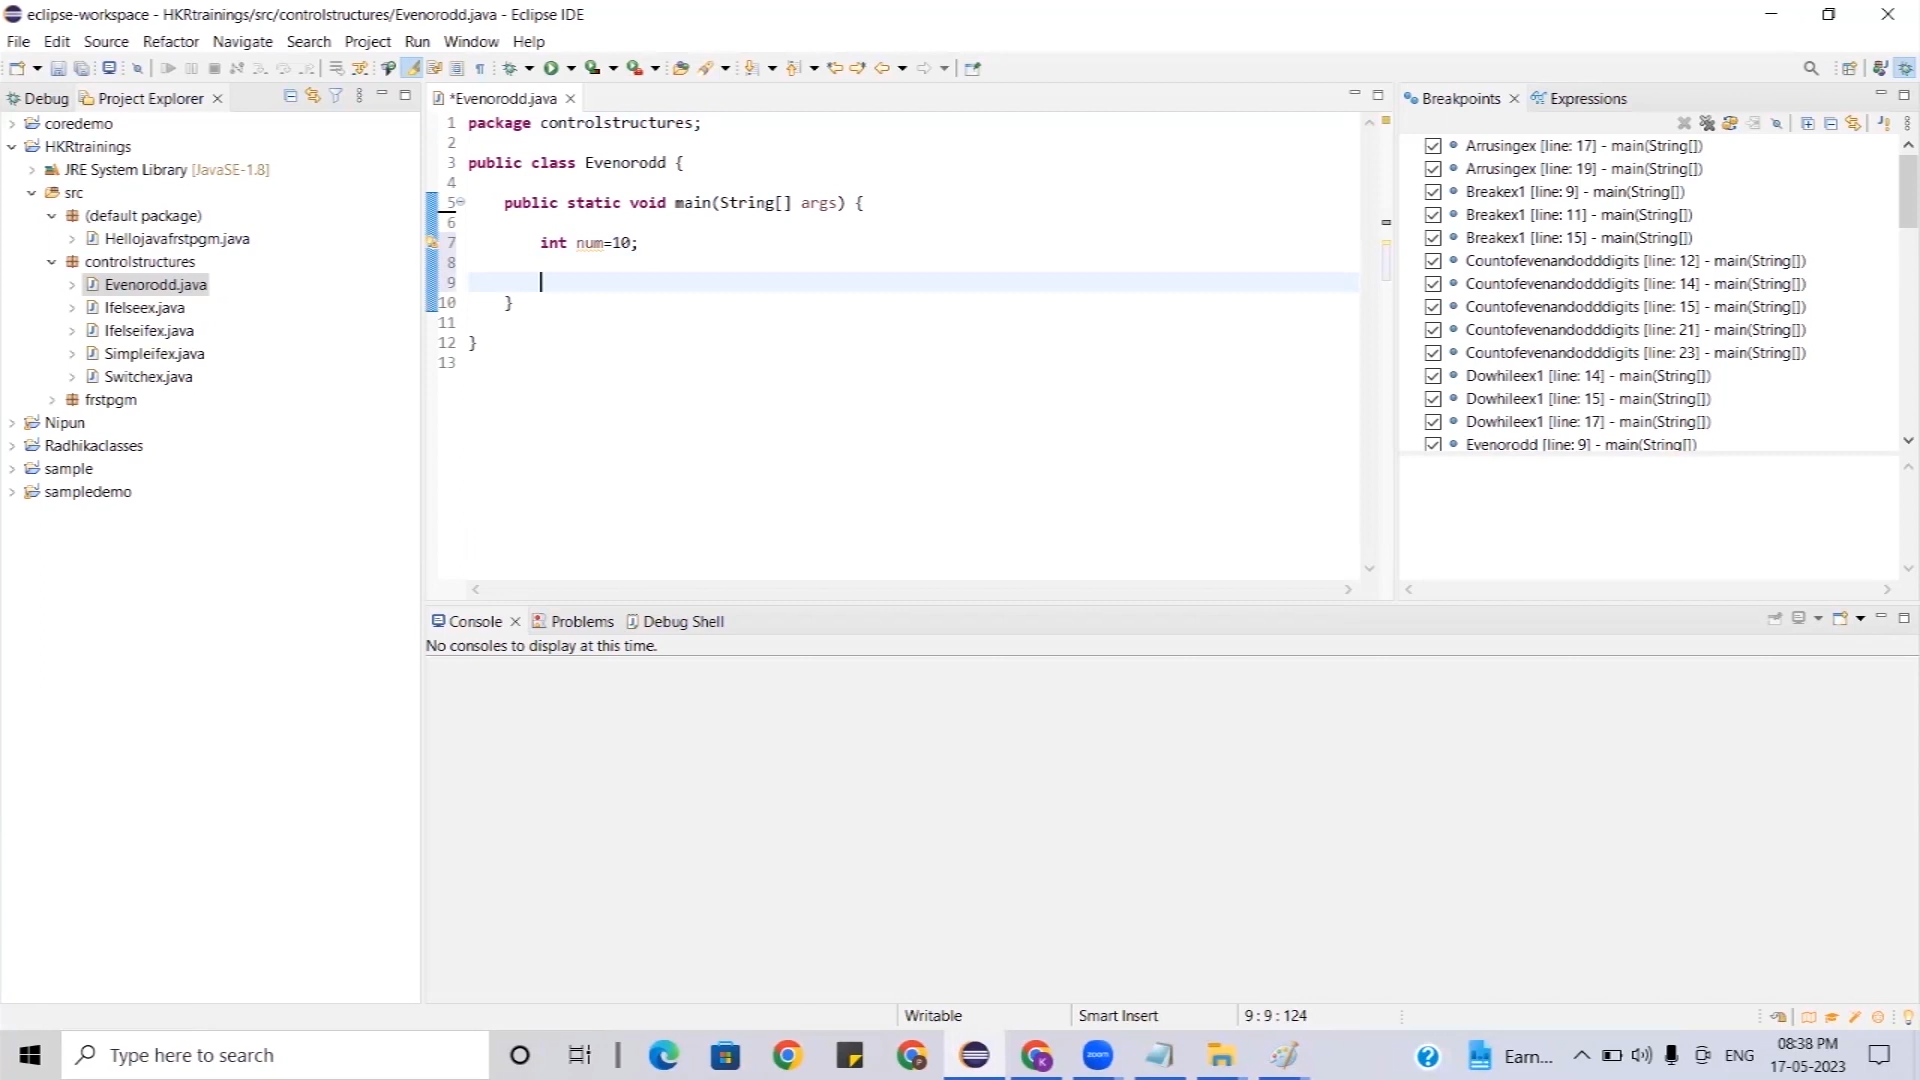 eclipse-workspace - HKRtrainings/src/controlstructures/Evenorodd.java - Eclipse IDE
File Edit Source Refactor Navigate Search Project Run Window Help
Debug Project Explorer
coredemo
HKRtrainings
JRE System Library [JavaSE-1.8]
src
(default package)
Hellojavafrstpgm.java
controlstructures
Evenorodd.java
Ifelseex.java
Ifelseifex.java
Simpleifex.java
Switchex.java
frstpgm
Nipun
Radhikaclasses
sample
sampledemo
*Evenorodd.java
1 package controlstructures;
2
3 public class Evenorodd {
4
5 public static void main(String[] args) {
6
7 int num=10;
8
9
10 }
11
12 }
13
Breakpoints Expressions
Arrusingex [line: 17] - main(String[])
Arrusingex [line: 19] - main(String[])
Breakex1 [line: 9] - main(String[])
Breakex1 [line: 11] - main(String[])
Breakex1 [line: 15] - main(String[])
Countofevenandodddigits [line: 12] - main(String[])
Countofevenandodddigits [line: 14] - main(String[])
Countofevenandodddigits [line: 15] - main(String[])
Countofevenandodddigits [line: 21] - main(String[])
Countofevenandodddigits [line: 23] - main(String[])
Dowhileex1 [line: 14] - main(String[])
Dowhileex1 [line: 15] - main(String[])
Dowhileex1 [line: 17] - main(String[])
Evenorodd [line: 9] - main(String[])
Console Problems Debug Shell
No consoles to display at this time.
Writable Smart Insert 9 : 9 : 124
Type here to search
zoom
Earn...
ENG
08:38 PM
17-05-2023